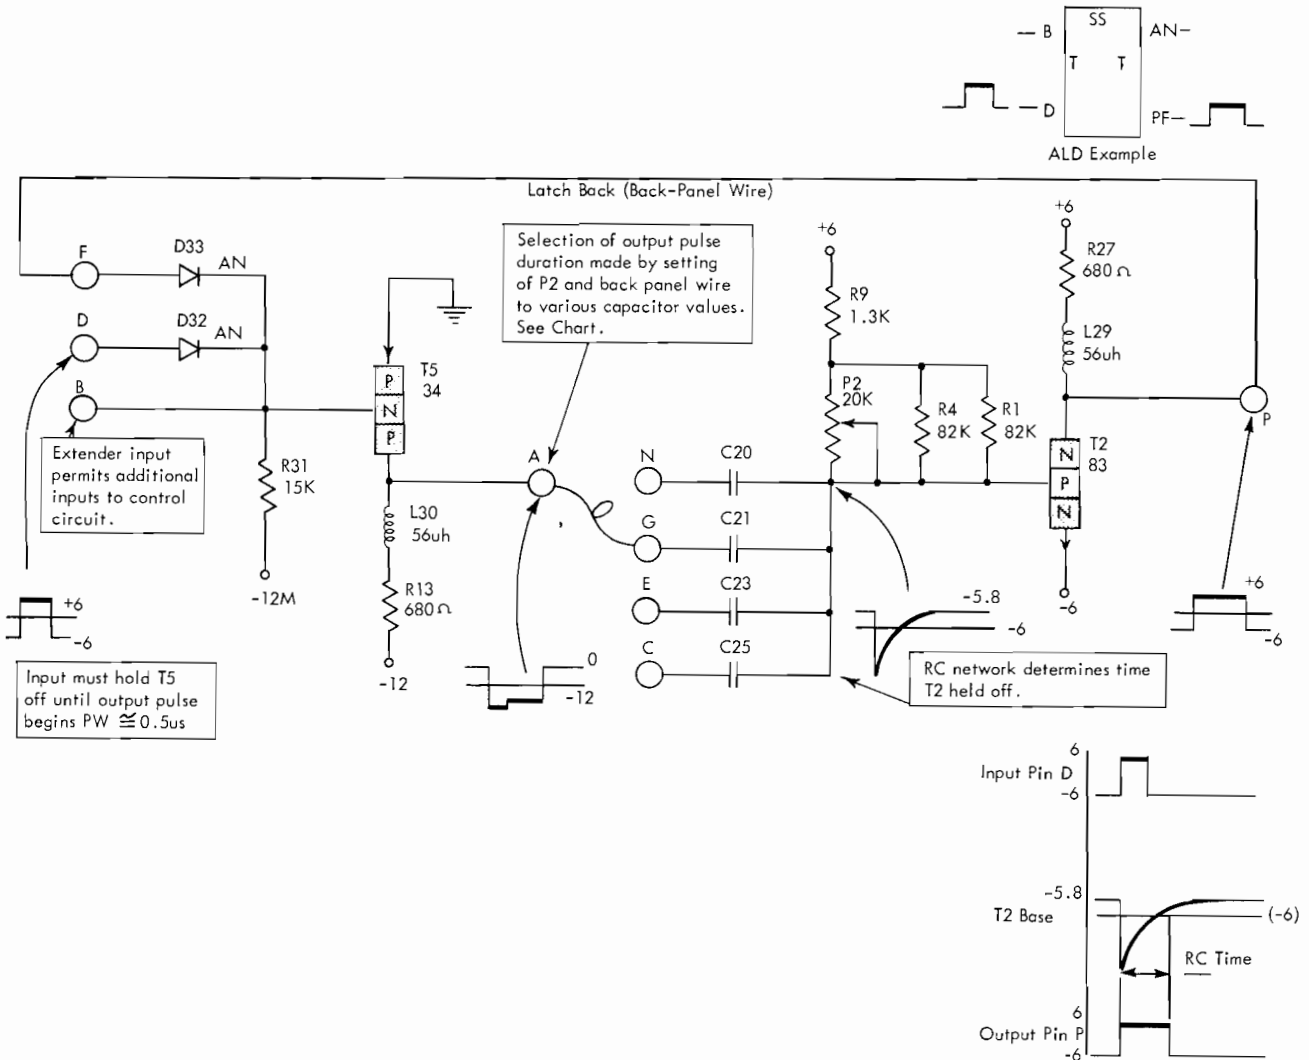 SS
B
AN
T T
D
PF
ALD Example
Latch Back (Back-Panel Wire)
F
D33
AN
D
D32
AN
B
Extender input
permits additional
inputs to control
circuit.
R31
15K
-12M
+6
-6
Input must hold T5
off until output pulse
begins PW ≅ 0.5us
P
N
P
T5
34
L30
56uh
R13
680Ω
-12
Selection of output pulse
duration made by setting
of P2 and back panel wire
to various capacitor values.
See Chart.
A
0
-12
N
C20
G
C21
E
C23
C
C25
+6
R9
1.3K
P2
20K
R4
82K
R1
82K
-5.8
-6
RC network determines time
T2 held off.
+6
R27
680Ω
L29
56uh
N
P
N
T2
83
-6
P
+6
-6
6
Input Pin D
-6
-5.8
T2 Base
(-6)
RC Time
6
Output Pin P
-6